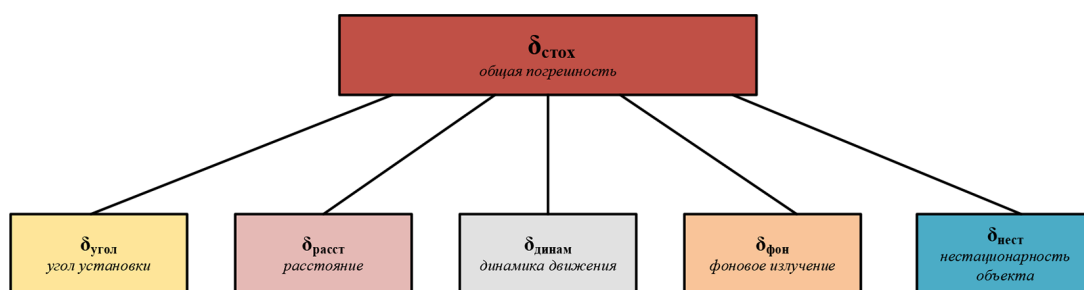 δстох
общая погрешность
δугол
угол установки
δрасст
расстояние
δдинам
динамика движения
δфон
фоновое излучение
δнест
нестационарность
объекта